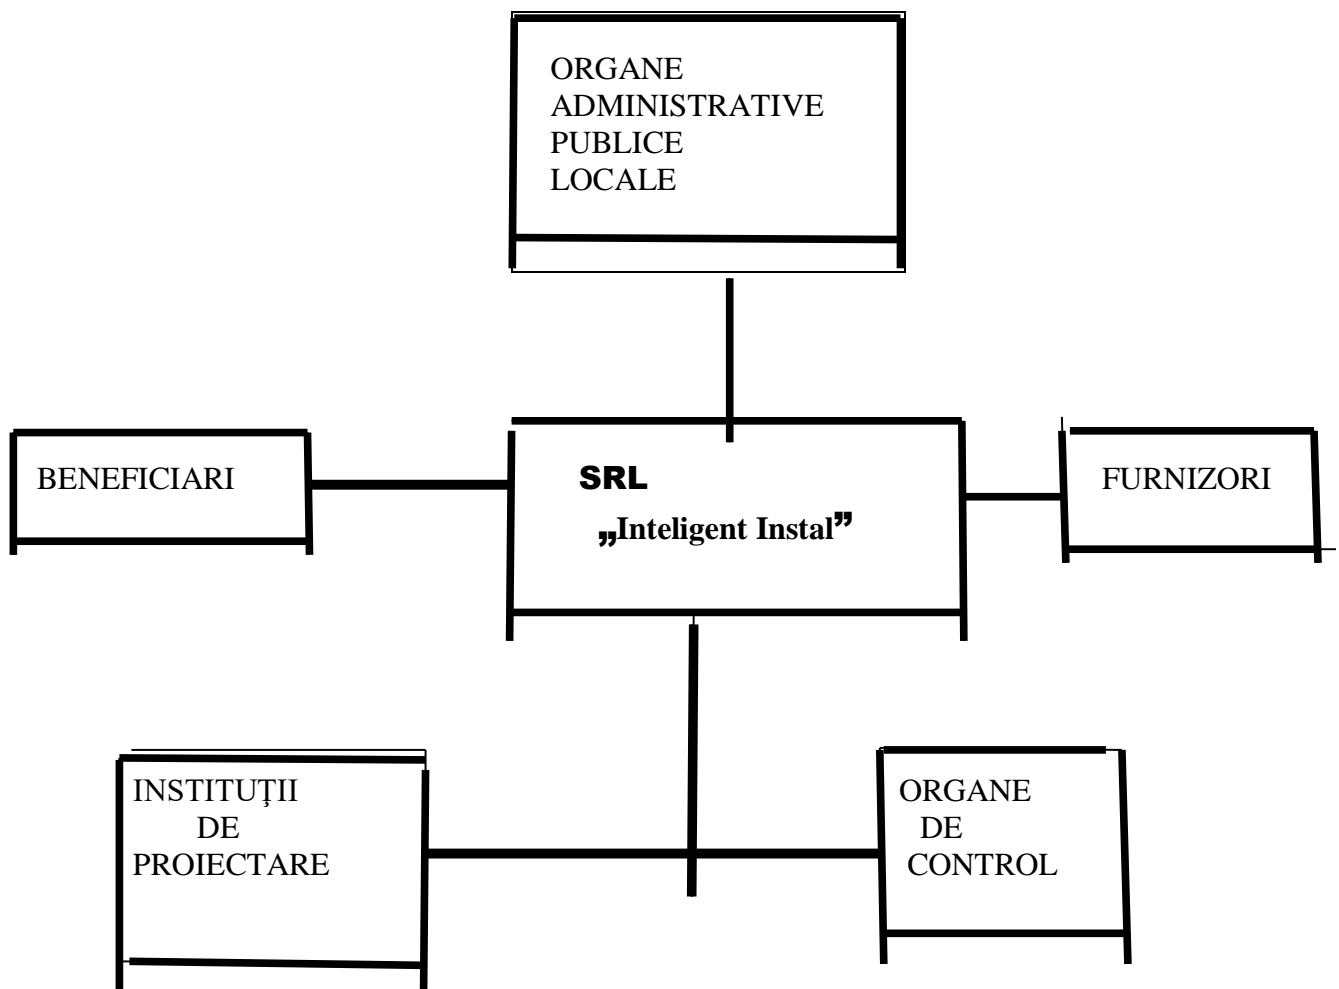 ORGANE
ADMINISTRATIVE
PUBLICE
LOCALE
BENEFICIARI
SRL
„Inteligent Instal”
FURNIZORI
INSTITUŢII
DE
PROIECTARE
ORGANE
DE
CONTROL